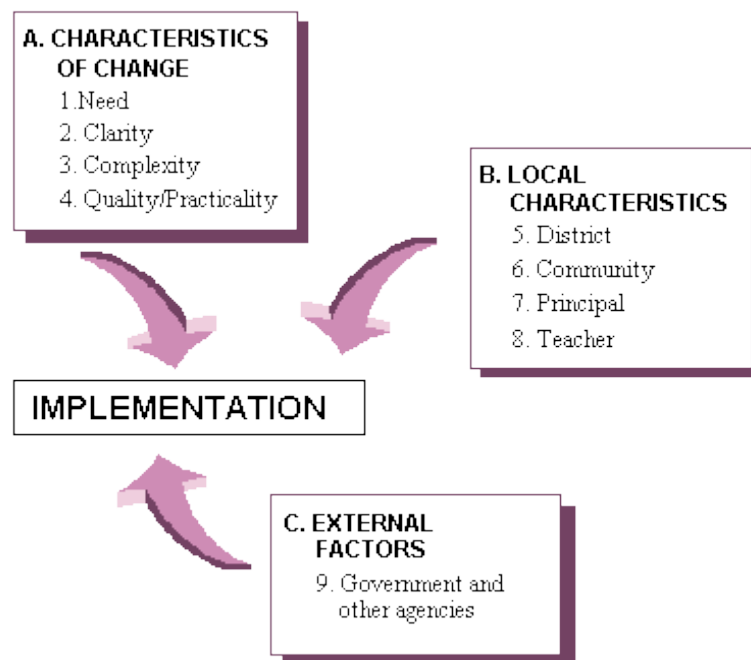 A. CHARACTERISTICS
OF CHANGE
1.Need
2. Clarity
3. Complexity
4. Quality/Practicality
B. LOCAL
CHARACTERISTICS
5. District
6. Community
7. Principal
8. Teacher
IMPLEMENTATION
C. EXTERNAL
FACTORS
9. Government and
other agencies